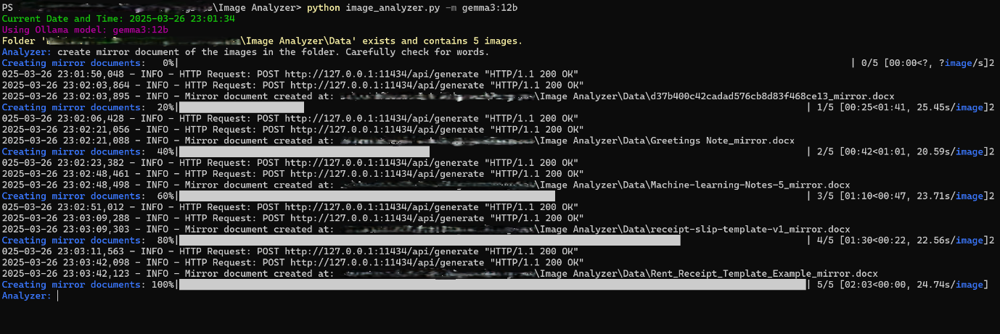 PS \Image Analyzer> python image_analyzer.py -m gemma3:12b
Current Date and Time: 2025-03-26 23:01:34
Using Ollama model: gemma3:12b
Folder '\Image Analyzer\Data' exists and contains 5 images.
Analyzer: create mirror document of the images in the folder. Carefully check for words.
Creating mirror documents:   0%| | 0/5 [00:00<?, ?image/s]2
025-03-26 23:01:50,048 - INFO - HTTP Request: POST http://127.0.0.1:11434/api/generate "HTTP/1.1 200 OK"
2025-03-26 23:02:03,864 - INFO - HTTP Request: POST http://127.0.0.1:11434/api/generate "HTTP/1.1 200 OK"
2025-03-26 23:02:03,895 - INFO - Mirror document created at: \Image Analyzer\Data\d37b400c42cadad576cb8d83f468ce13_mirror.docx
Creating mirror documents:  20%| | 1/5 [00:25<01:41, 25.45s/image]2
025-03-26 23:02:06,428 - INFO - HTTP Request: POST http://127.0.0.1:11434/api/generate "HTTP/1.1 200 OK"
2025-03-26 23:02:21,056 - INFO - HTTP Request: POST http://127.0.0.1:11434/api/generate "HTTP/1.1 200 OK"
2025-03-26 23:02:21,088 - INFO - Mirror document created at: \Image Analyzer\Data\Greetings Note_mirror.docx
Creating mirror documents:  40%| | 2/5 [00:42<01:01, 20.59s/image]2
025-03-26 23:02:23,382 - INFO - HTTP Request: POST http://127.0.0.1:11434/api/generate "HTTP/1.1 200 OK"
2025-03-26 23:02:48,461 - INFO - HTTP Request: POST http://127.0.0.1:11434/api/generate "HTTP/1.1 200 OK"
2025-03-26 23:02:48,498 - INFO - Mirror document created at: \Image Analyzer\Data\Machine-learning-Notes-5_mirror.docx
Creating mirror documents:  60%| | 3/5 [01:10<00:47, 23.71s/image]2
025-03-26 23:02:51,012 - INFO - HTTP Request: POST http://127.0.0.1:11434/api/generate "HTTP/1.1 200 OK"
2025-03-26 23:03:09,288 - INFO - HTTP Request: POST http://127.0.0.1:11434/api/generate "HTTP/1.1 200 OK"
2025-03-26 23:03:09,303 - INFO - Mirror document created at: \Image Analyzer\Data\receipt-slip-template-v1_mirror.docx
Creating mirror documents:  80%| | 4/5 [01:30<00:22, 22.56s/image]2
025-03-26 23:03:11,563 - INFO - HTTP Request: POST http://127.0.0.1:11434/api/generate "HTTP/1.1 200 OK"
2025-03-26 23:03:42,098 - INFO - HTTP Request: POST http://127.0.0.1:11434/api/generate "HTTP/1.1 200 OK"
2025-03-26 23:03:42,123 - INFO - Mirror document created at: \Image Analyzer\Data\Rent_Receipt_Template_Example_mirror.docx
Creating mirror documents: 100%| | 5/5 [02:03<00:00, 24.74s/image]
Analyzer: